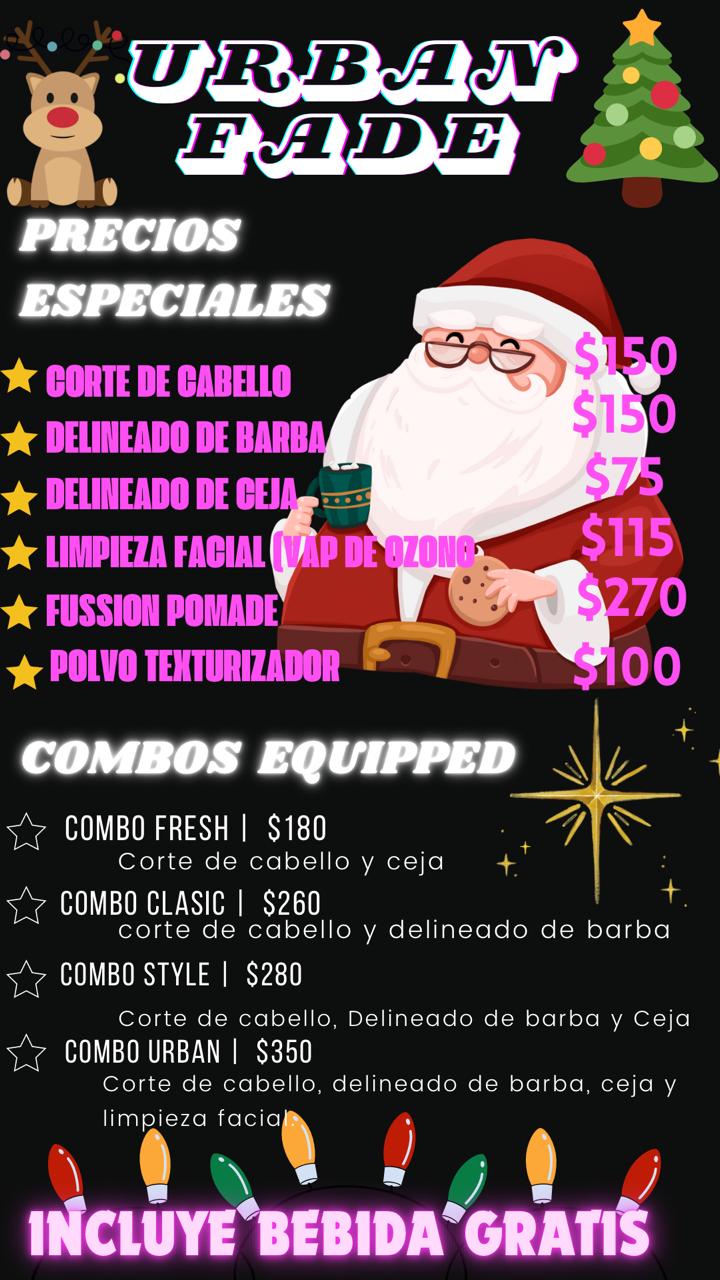 URBAN
FADE
PRECIOS
ESPECIALES
CORTE DE CABELLO $150
DELINEADO DE BARBA $150
DELINEADO DE CEJA $75
LIMPIEZA FACIAL (VAP DE OZONO $115
FUSSION POMADE $270
POLVO TEXTURIZADOR $100
COMBOS EQUIPPED
COMBO FRESH | $180
Corte de cabello y ceja
COMBO CLASIC | $260
corte de cabello y delineado de barba
COMBO STYLE | $280
Corte de cabello, Delineado de barba y Ceja
COMBO URBAN | $350
Corte de cabello, delineado de barba, ceja y
limpieza facial.
INCLUYE BEBIDA GRATIS